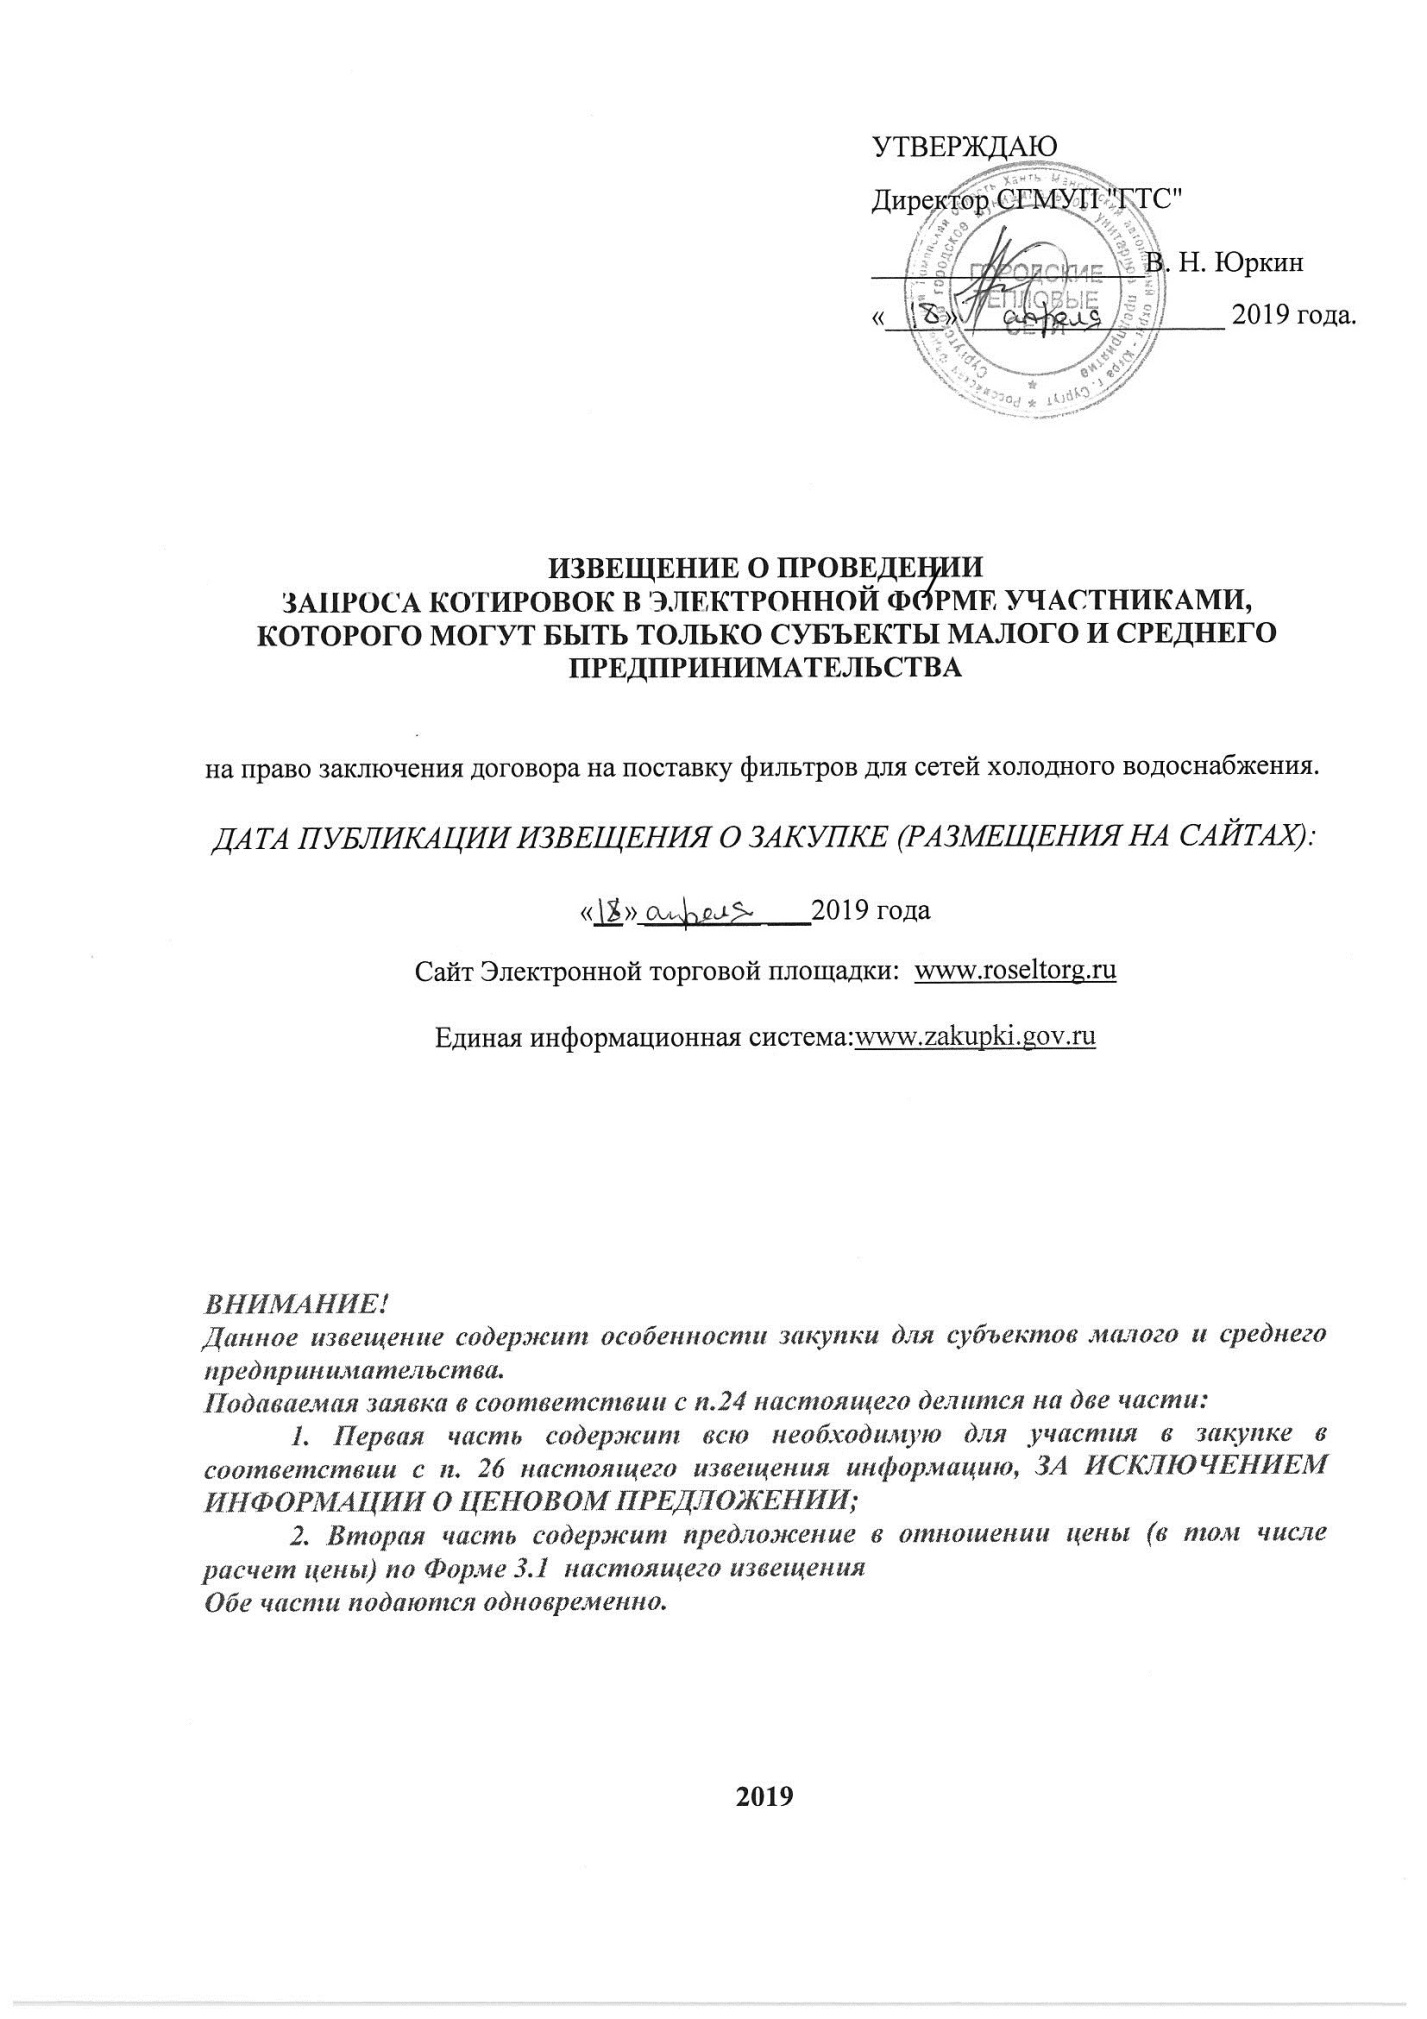 УТВЕРЖДАЮ
Директор СГМУП "ГТС"
В. Н. Юркин
«18» апреля 2019 года.
ГОРОДСКИЕ
ТЕПЛОВЫЕ
СЕТИ
ИЗВЕЩЕНИЕ О ПРОВЕДЕНИИ
ЗАПРОСА КОТИРОВОК В ЭЛЕКТРОННОЙ ФОРМЕ УЧАСТНИКАМИ,
КОТОРОГО МОГУТ БЫТЬ ТОЛЬКО СУБЪЕКТЫ МАЛОГО И СРЕДНЕГО
ПРЕДПРИНИМАТЕЛЬСТВА
на право заключения договора на поставку фильтров для сетей холодного водоснабжения.
ДАТА ПУБЛИКАЦИИ ИЗВЕЩЕНИЯ О ЗАКУПКЕ (РАЗМЕЩЕНИЯ НА САЙТАХ):
«18» апреля 2019 года
Сайт Электронной торговой площадки: www.roseltorg.ru
Единая информационная система:www.zakupki.gov.ru
ВНИМАНИЕ!
Данное извещение содержит особенности закупки для субъектов малого и среднего
предпринимательства.
Подаваемая заявка в соответствии с п.24 настоящего делится на две части:
1. Первая часть содержит всю необходимую для участия в закупке в
соответствии с п. 26 настоящего извещения информацию, ЗА ИСКЛЮЧЕНИЕМ
ИНФОРМАЦИИ О ЦЕНОВОМ ПРЕДЛОЖЕНИИ;
2. Вторая часть содержит предложение в отношении цены (в том числе
расчет цены) по Форме 3.1 настоящего извещения
Обе части подаются одновременно.
2019